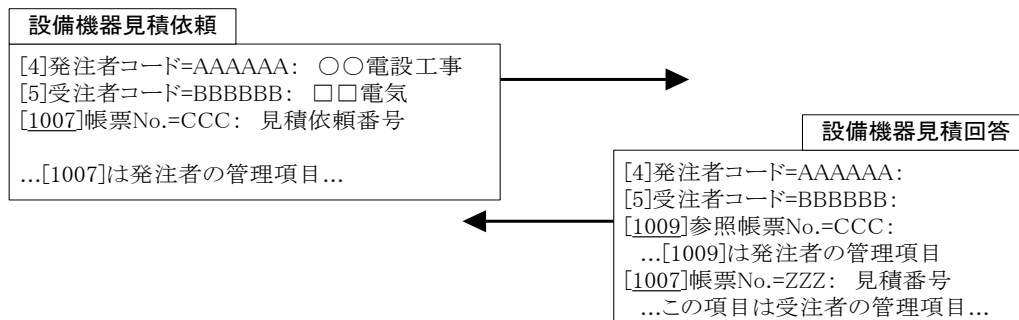 設備機器見積依頼
[4]発注者コード=AAAAAA: ○○電設工事
[5]受注者コード=BBBBBB: □□電気
[1007]帳票No.=CCC: 見積依頼番号
…[1007]は発注者の管理項目…
設備機器見積回答
[4]発注者コード=AAAAAA:
[5]受注者コード=BBBBBB:
[1009]参照帳票No.=CCC:
…[1009]は発注者の管理項目
[1007]帳票No.=ZZZ: 見積番号
…この項目は受注者の管理項目…